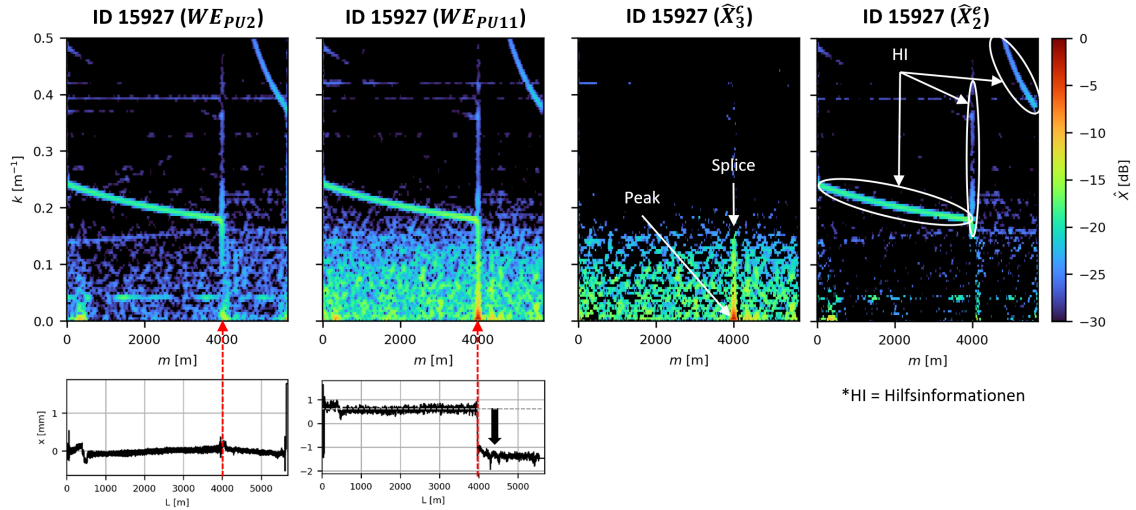 ID 15927 (WE_PU2)
ID 15927 (WE_PU11)
ID 15927 (X̂₃ᶜ)
ID 15927 (X̂₂ᵉ)
0.5
0.4
0.3
0.2
0.1
0.0
k [m⁻¹]
0 2000 4000
m [m]
0 2000 4000
m [m]
Peak
Splice
0 2000 4000
m [m]
HI
0 2000 4000
m [m]
0
−5
−10
−15
−20
−25
−30
X̂ [dB]
1
0
x [mm]
0 1000 2000 3000 4000 5000
L [m]
1
0
−1
−2
0 1000 2000 3000 4000 5000
L [m]
*HI = Hilfsinformationen